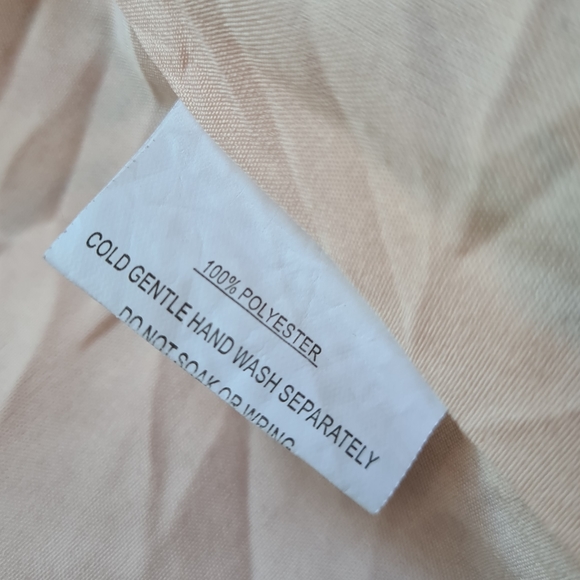 100% POLYESTER
COLD GENTLE HAND WASH SEPARATELY
DO NOT SOAK OR WRING